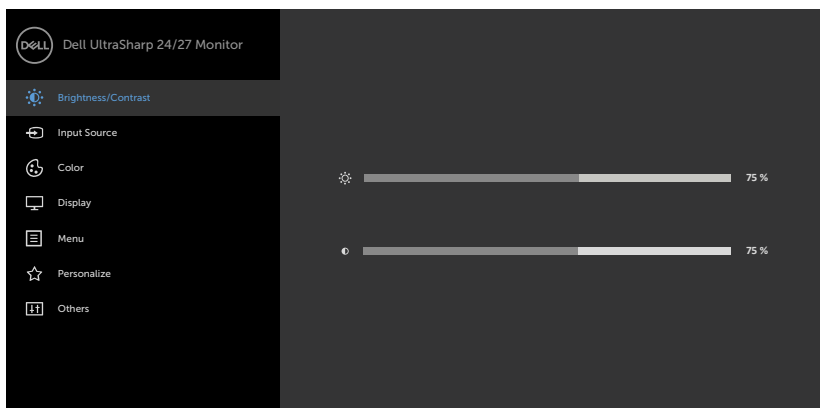 DELL Dell UltraSharp 24/27 Monitor
Brightness/Contrast
Input Source
Color
75 %
Display
Menu
75 %
Personalize
Others